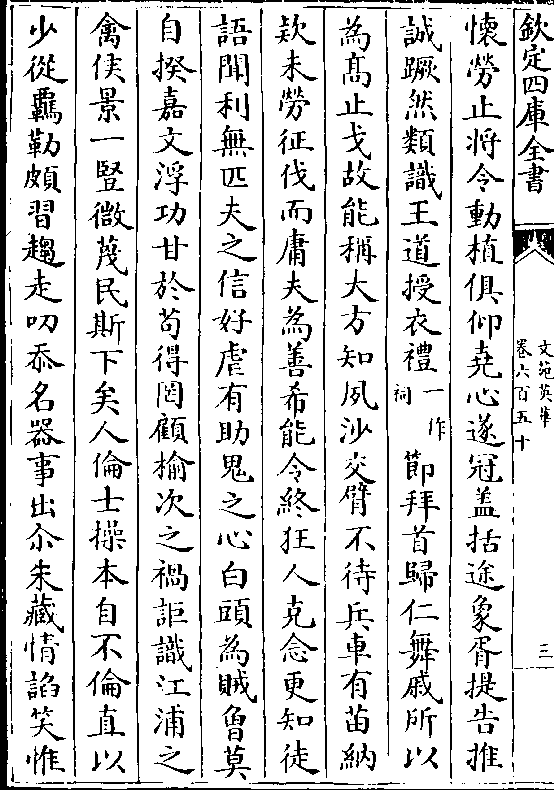 欽定四庫全書
文苑英華
卷六百五十
三
懷勞止將令動植俱仰堯心遂冠盖括途象胥提告推
誠蹶然類識王道授衣禮一作祠節拜首歸仁舞戚所以
為髙止戈故能稱大方知夙沙交臂不待兵車有苗納
欵未勞征伐而庸夫為善希能令終狂人克念更知徒
語聞利無匹夫之信好虐有助鬼之心白頭為賊魯莫
自揆嘉文浮功甘於苟得罔顧榆次之禍詎識江浦之
禽侯景一豎微蔑民斯下矣人倫士操本自不倫直以
少從羈勒頗習趨走叨忝名器事出尒朱藏情諂笑惟